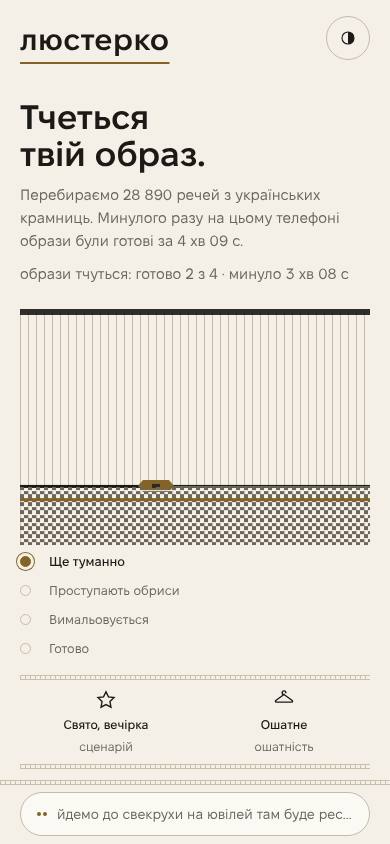 люстерко
Тчеться
твій образ.
Перебираємо 28 890 речей з українських
крамниць. Минулого разу на цьому телефоні
образи були готові за 4 хв 09 с.
образи тчуться: готово 2 з 4 · минуло 3 хв 08 с
Ще туманно
Проступають обриси
Вимальовується
Готово
Свято, вечірка
сценарій
Ошатне
ошатність
йдемо до свекрухи на ювілей там буде рес...